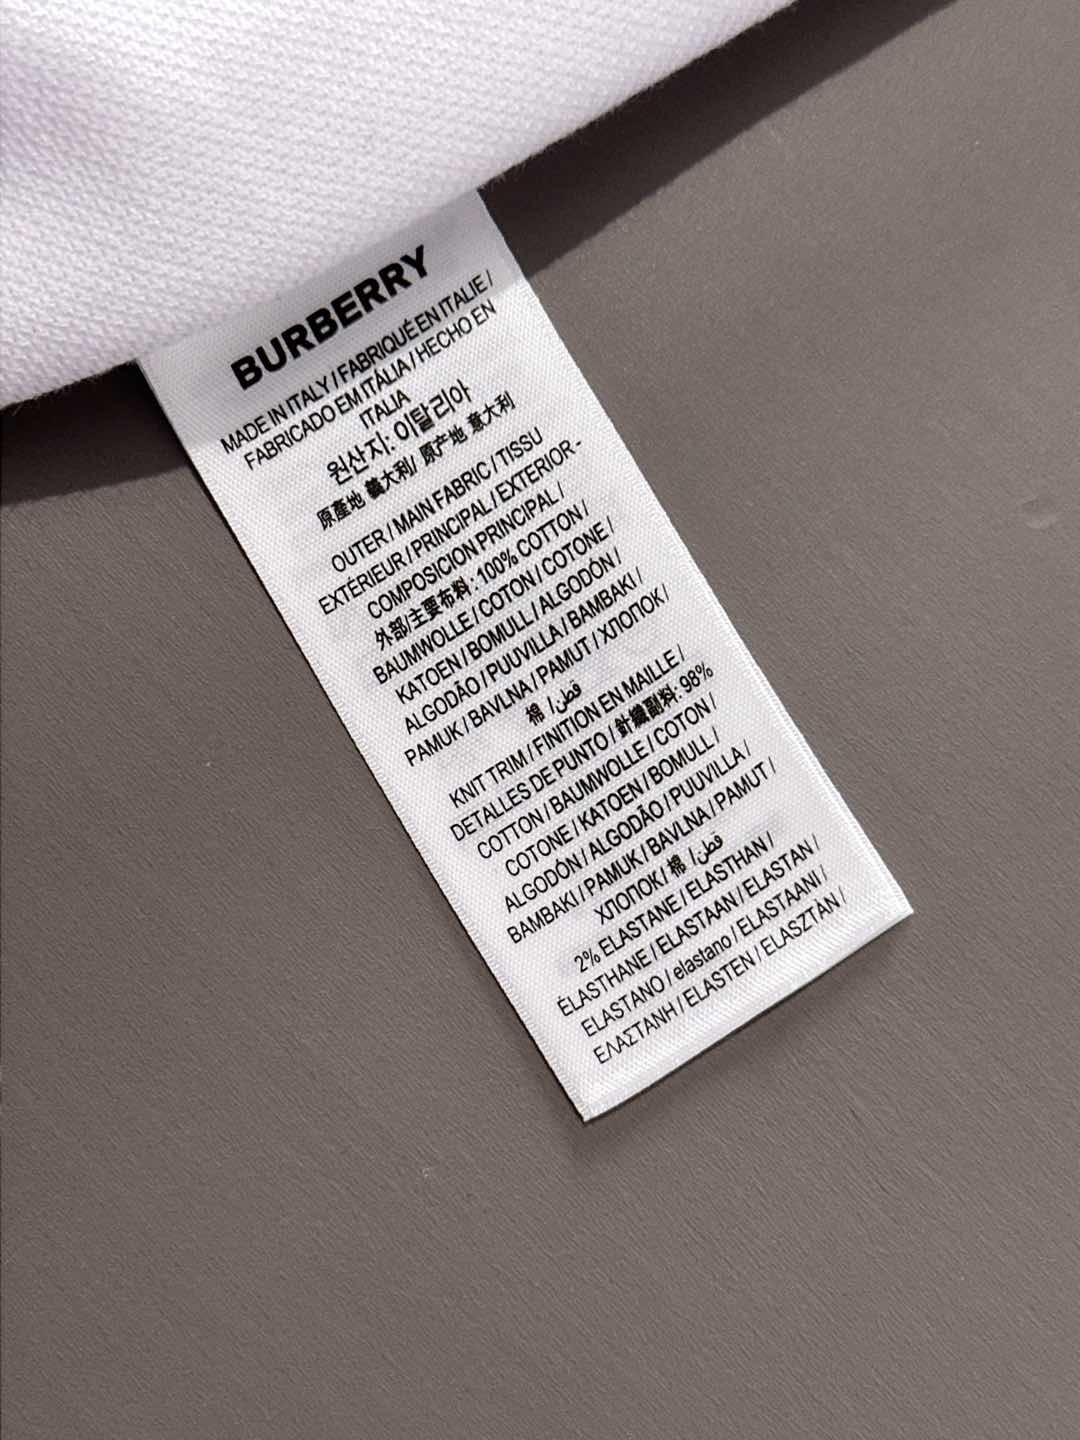 BURBERRY
MADE IN ITALY / FABRIQUÉ EN ITALIE /
FABRICADO EM ITÁLIA / HECHO EN
ITALIA
원산지: 이탈리아
原產地 義大利/ 原产地 意大利
OUTER / MAIN FABRIC / TISSU
EXTÉRIEUR / PRINCIPAL / EXTERIOR -
COMPOSICION PRINCIPAL /
外部/主要布料: 100% COTTON /
BAUMWOLLE / COTON / COTONE /
KATOEN / BOMULL / ALGODÓN /
ALGODÃO / PUUVILLA / BAMBAKI /
PAMUK / BAVLNA / PAMUT / ХЛОПОК /
棉 /قطن
KNIT TRIM / FINITION EN MAILLE /
DETALLES DE PUNTO / 針織副料: 98%
COTTON / BAUMWOLLE / COTON /
COTONE / KATOEN / BOMULL /
ALGODÓN / ALGODÃO / PUUVILLA /
BAMBAKI / PAMUK / BAVLNA / PAMUT /
ХЛОПОК / 棉 /قطن
2% ELASTANE / ELASTHAN /
ÉLASTHANE / ELASTAAN / ELASTAN /
ELASTANO / elastano / ELASTAANI /
ΕΛΑΣΤΑΝΗ / ELASTEN / ELASZTÀN /